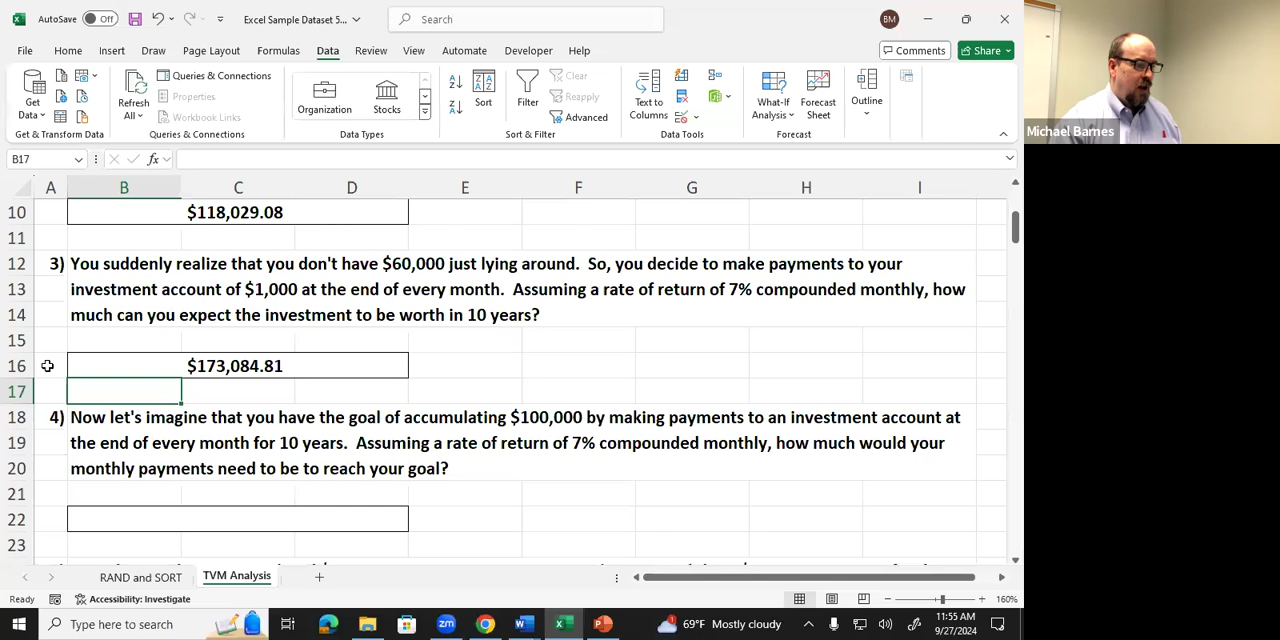 AutoSave Off Excel Sample Dataset 5... Search BM
File Home Insert Draw Page Layout Formulas Data Review View Automate Developer Help Comments Share
Get Data Refresh All Queries & Connections Properties Workbook Links Organization Stocks Sort Filter Clear Reapply Advanced Text to Columns What-If Analysis Forecast Sheet Outline
Get & Transform Data Queries & Connections Data Types Sort & Filter Data Tools Forecast
Michael Barnes
B17 fx
A B C D E F G H I
10 $118,029.08
11
12 3) You suddenly realize that you don't have $60,000 just lying around. So, you decide to make payments to your
13 investment account of $1,000 at the end of every month. Assuming a rate of return of 7% compounded monthly, how
14 much can you expect the investment to be worth in 10 years?
15
16 $173,084.81
17
18 4) Now let's imagine that you have the goal of accumulating $100,000 by making payments to an investment account at
19 the end of every month for 10 years. Assuming a rate of return of 7% compounded monthly, how much would your
20 monthly payments need to be to reach your goal?
21
22
23
RAND and SORT TVM Analysis
Ready Accessibility: Investigate 160%
Type here to search 69°F Mostly cloudy 11:55 AM
9/27/2024